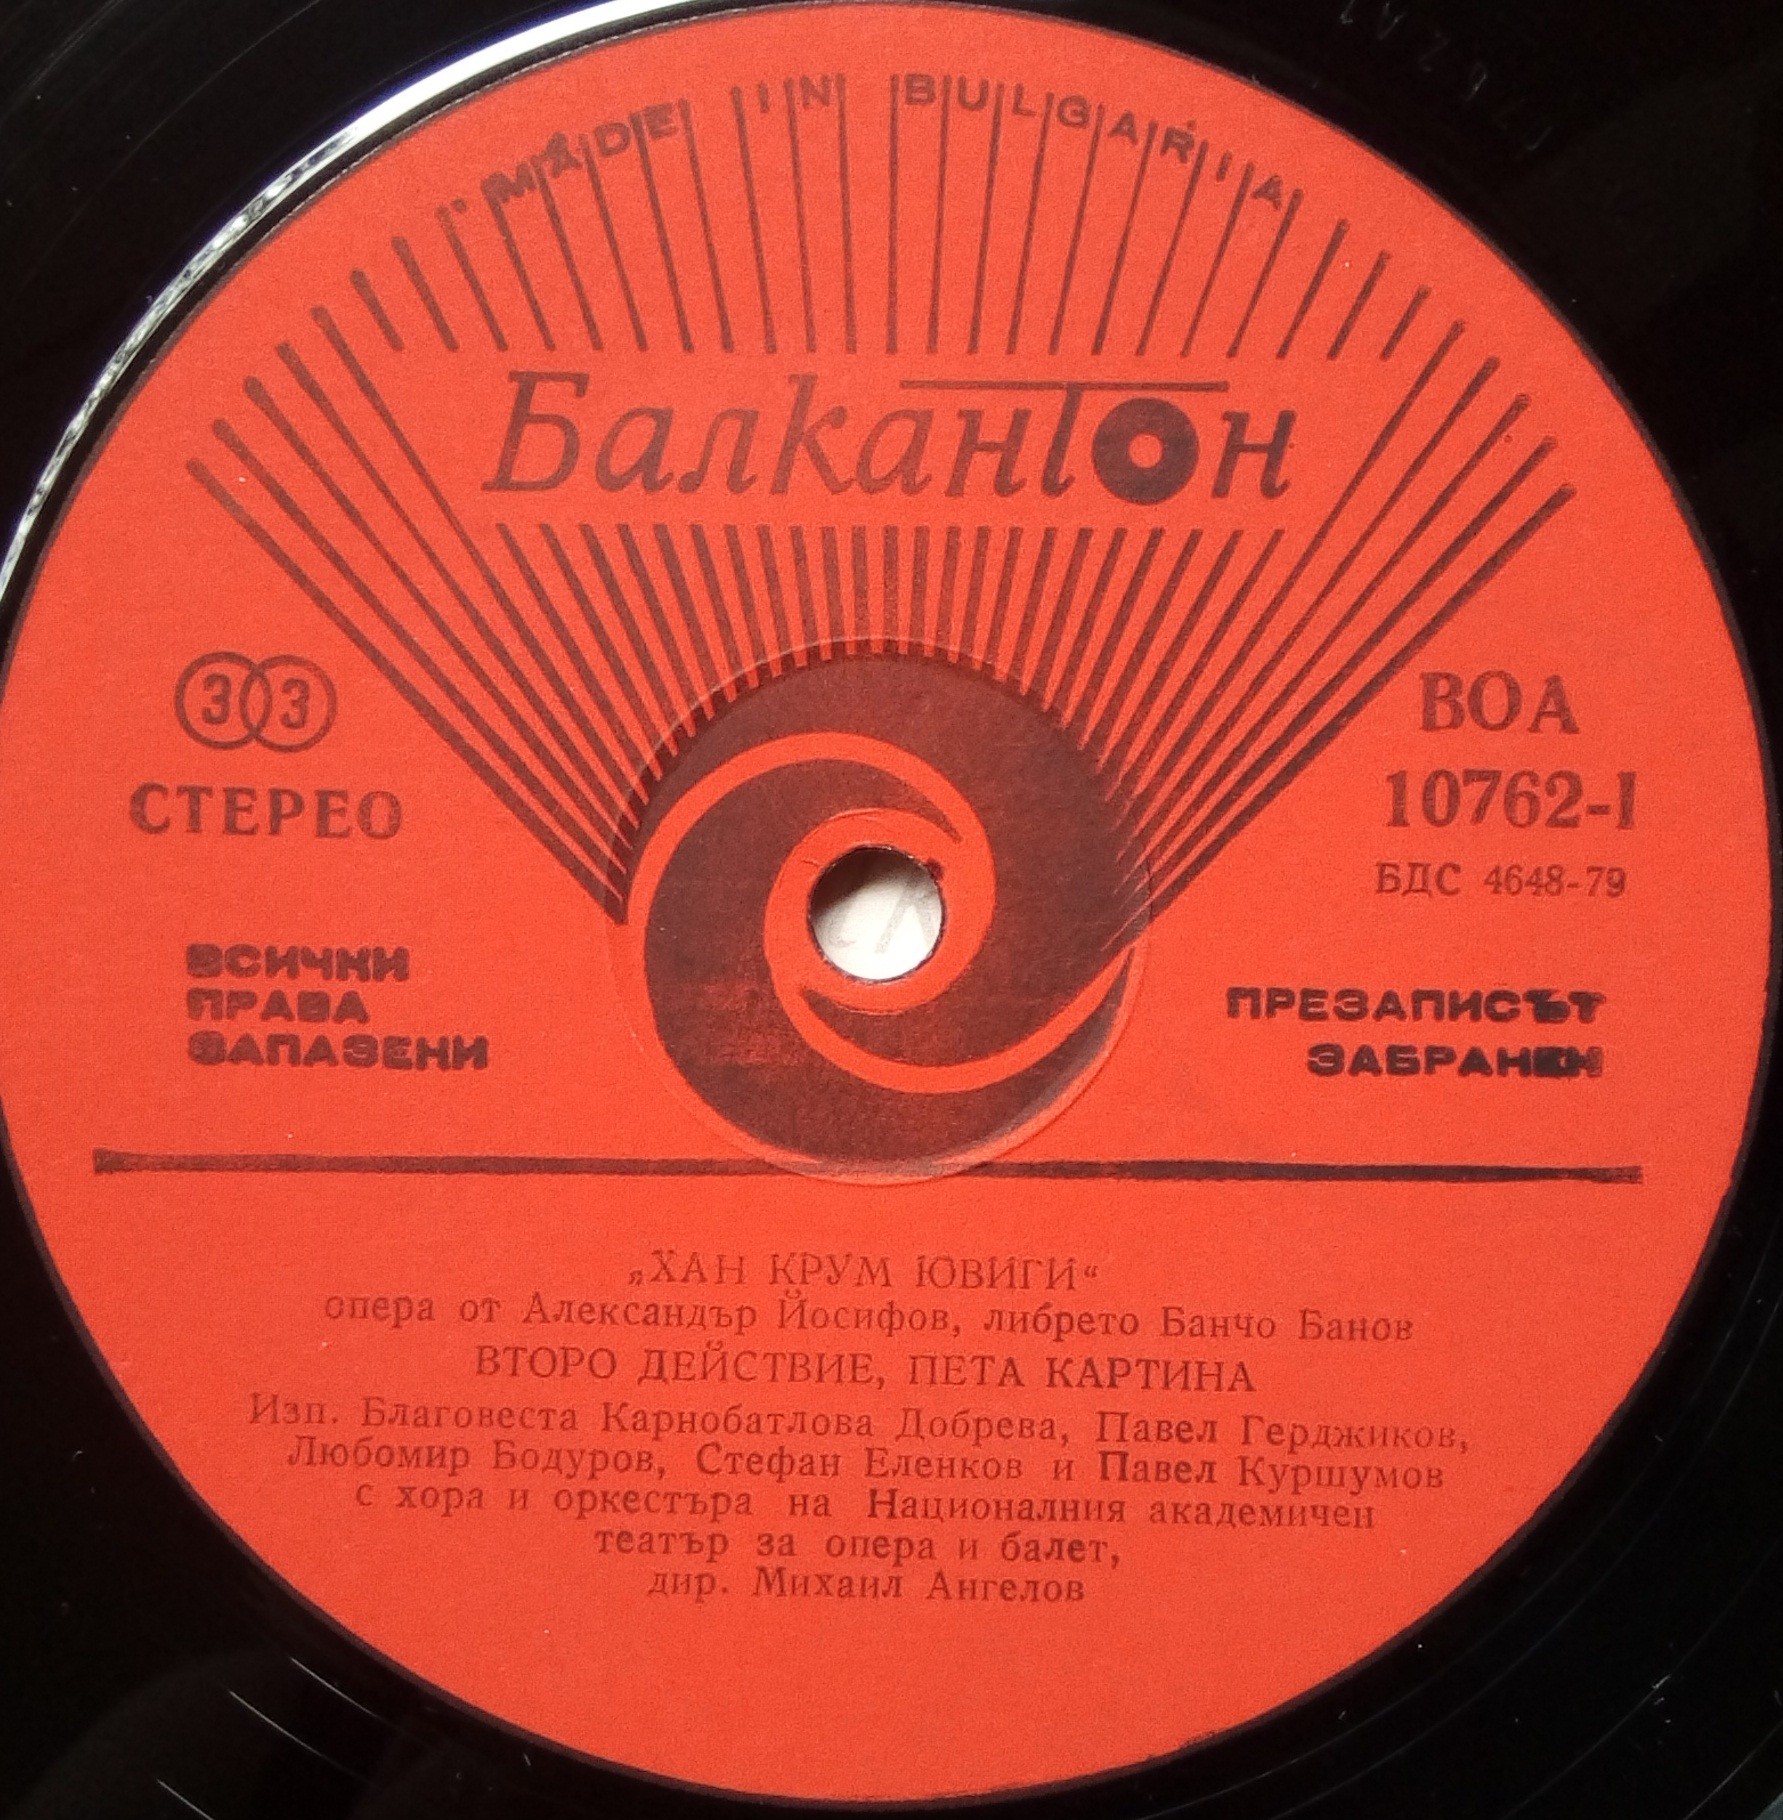 MADE IN BULGARIA
Балкантон
33
СТЕРЕО
ВОА
10762-I
БДС 4648-79
ВСИЧКИ
ПРАВА
ЗАПАЗЕНИ
ПРЕЗАПИСЪТ
ЗАБРАНЕН
„ХАН КРУМ ЮВИГИ“
опера от Александър Йосифов, либрето Банчо Банов
ВТОРО ДЕЙСТВИЕ, ПЕТА КАРТИНА
Изп. Благовеста Карнобатлова Добрева, Павел Герджиков,
Любомир Бодуров, Стефан Еленков и Павел Куршумов
с хора и оркестъра на Националния академичен
театър за опера и балет,
дир. Михаил Ангелов